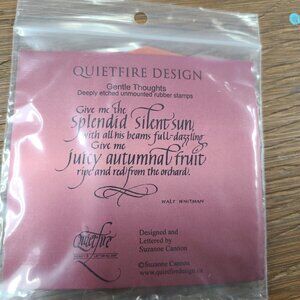 QUIETFIRE DESIGN
Gentle Thoughts
Deeply etched unmounted rubber stamps
Give me the
splendid silent sun,
with all his beams full-dazzling
Give me
juicy autumnal fruit
ripe and red from the orchard.
WALT WHITMAN
Quietfire
Designed and
Lettered by
Suzanne Cannon
©Suzanne Cannon
www.quietfiredesign.ca